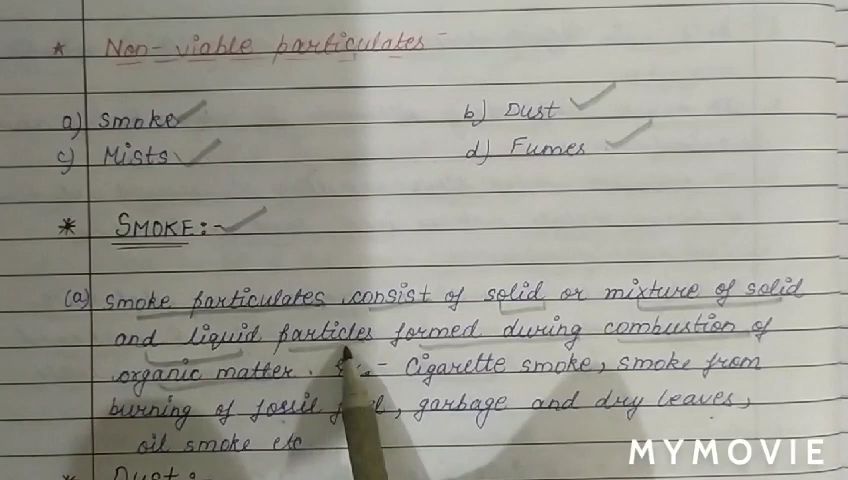 * Non-viable particulates
a) Smoke b) Dust
c) Mists d) Fumes
* SMOKE:-
(a) Smoke particulates consist of solid or mixture of solid
and liquid particles formed during combustion of
organic matter. :- Cigarette smoke, smoke from
burning of fossil, garbage and dry leaves,
oil smoke etc
* Dust:
MYMOVIE